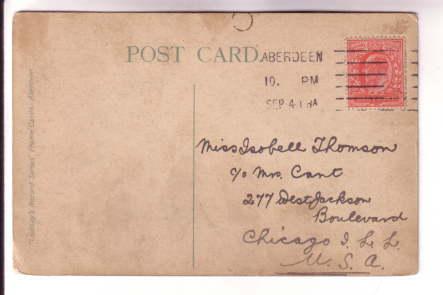 POST CARD
ABERDEEN
10. PM
SEP 4
Miss Isobell Thomson
c/o Mrs. Cant
277 West Jackson
Boulevard
Chicago I. L. L.
U. S. A.